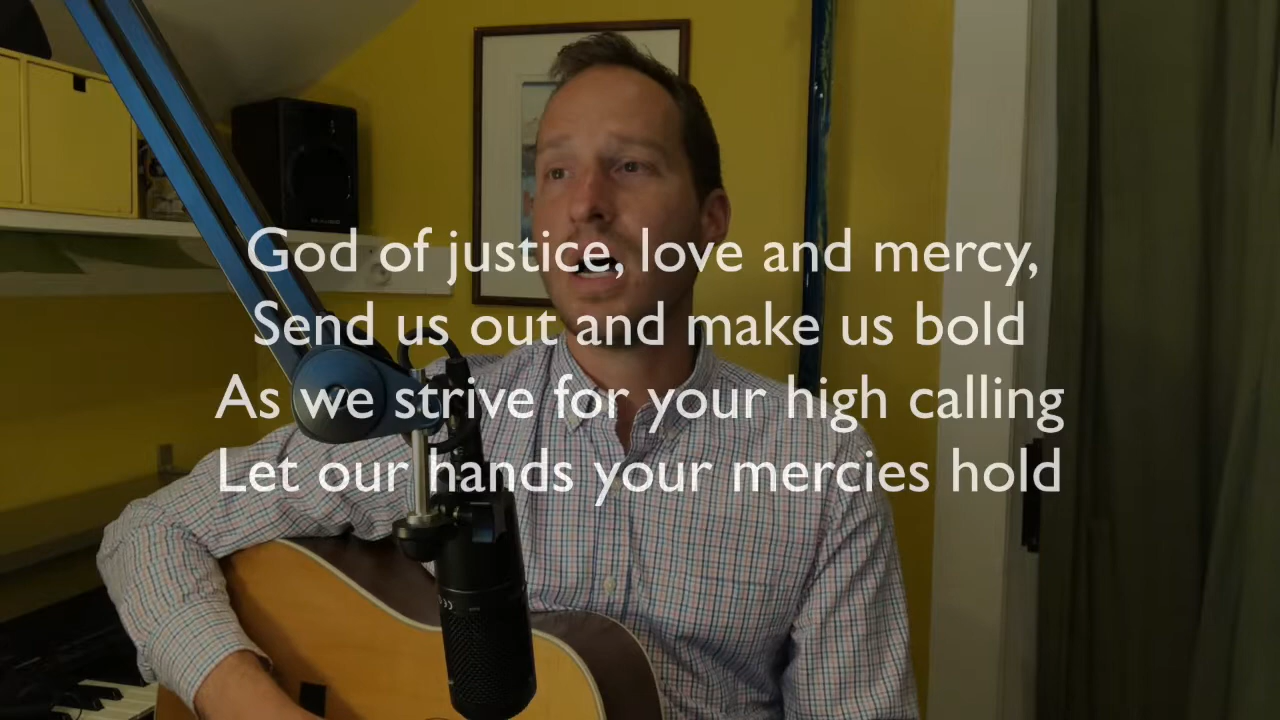 God of justice, love and mercy,
Send us out and make us bold
As we strive for your high calling
Let our hands your mercies hold